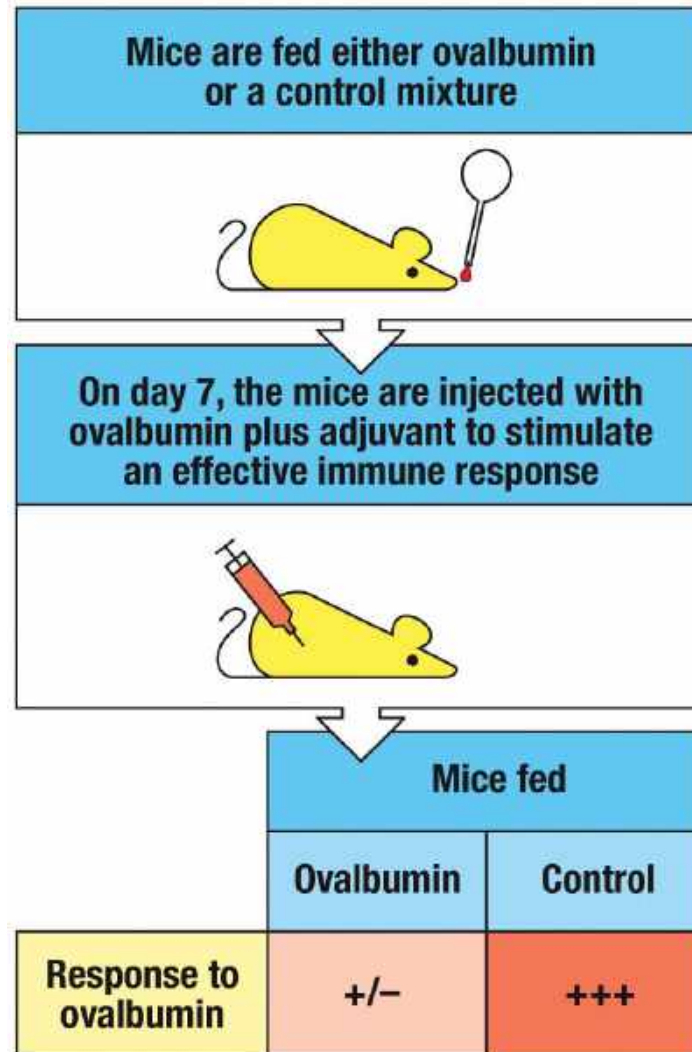 Mice are fed either ovalbumin
or a control mixture
On day 7, the mice are injected with
ovalbumin plus adjuvant to stimulate
an effective immune response
Mice fed
Ovalbumin
Control
Response to
ovalbumin
+/–
+++